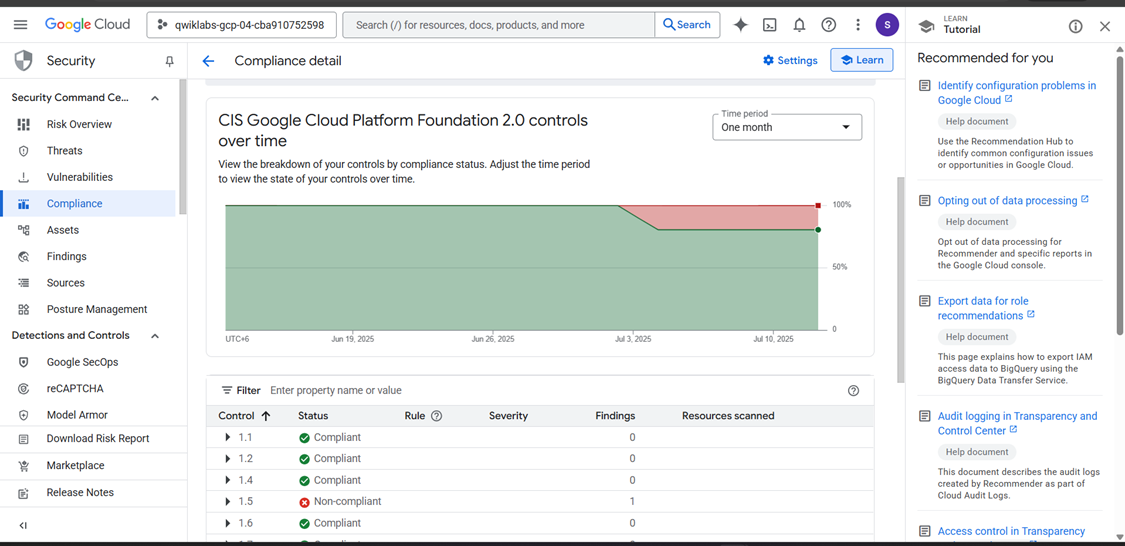 Google Cloud
qwiklabs-gcp-04-cba910752598
Search (/) for resources, docs, products, and more
Search
S
LEARN
Tutorial
Security
Compliance detail
Settings
Learn
Security Command Ce...
Risk Overview
Threats
Vulnerabilities
Compliance
Assets
Findings
Sources
Posture Management
Detections and Controls
Google SecOps
reCAPTCHA
Model Armor
Download Risk Report
Marketplace
Release Notes
CIS Google Cloud Platform Foundation 2.0 controls
over time
View the breakdown of your controls by compliance status. Adjust the time period
to view the state of your controls over time.
Time period
One month
100%
50%
0
UTC+6
Jun 19, 2025
Jun 26, 2025
Jul 3, 2025
Jul 10, 2025
Filter Enter property name or value
Control Status Rule Severity Findings Resources scanned
1.1 Compliant 0
1.2 Compliant 0
1.4 Compliant 0
1.5 Non-compliant 1
1.6 Compliant 0
Recommended for you
Identify configuration problems in
Google Cloud
Help document
Use the Recommendation Hub to
identify common configuration issues
or opportunities in Google Cloud.
Opting out of data processing
Help document
Opt out of data processing for
Recommender and specific reports in
the Google Cloud console.
Export data for role
recommendations
Help document
This page explains how to export IAM
access data to BigQuery using the
BigQuery Data Transfer Service.
Audit logging in Transparency and
Control Center
Help document
This document describes the audit logs
created by Recommender as part of
Cloud Audit Logs.
Access control in Transparency